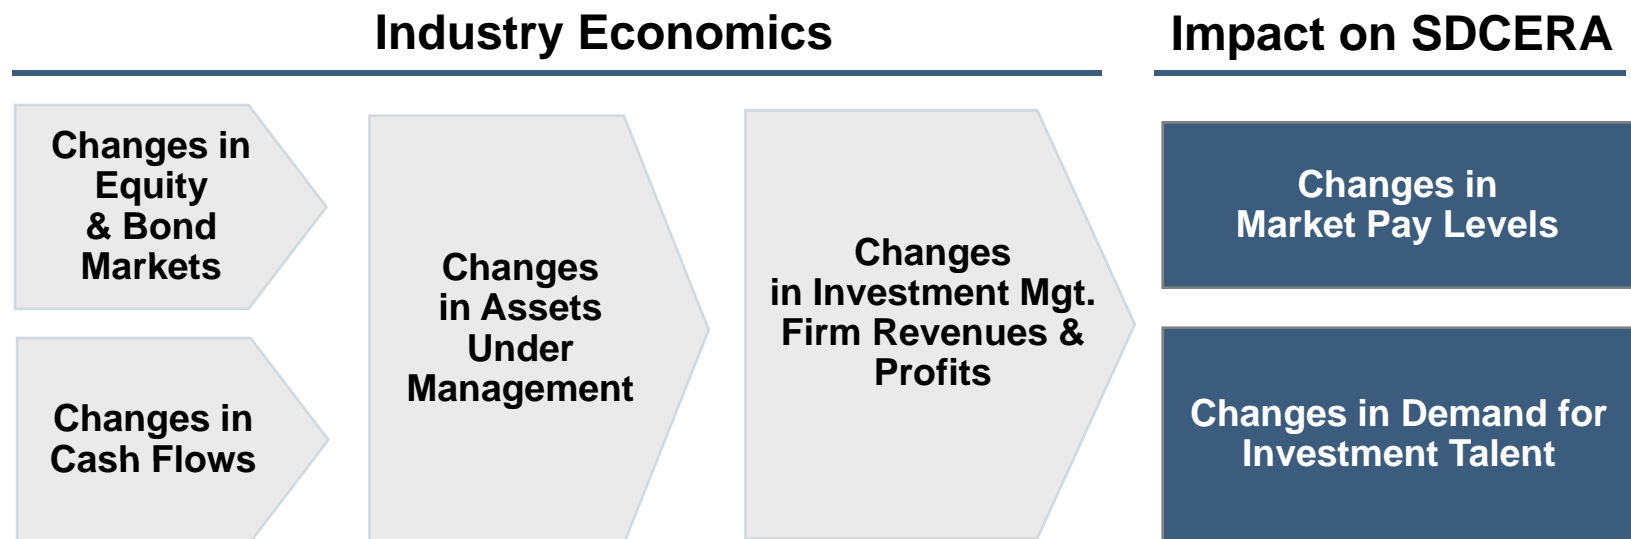 Industry Economics
Impact on SDCERA
Changes in
Equity
& Bond
Markets
Changes in
Cash Flows
Changes
in Assets
Under
Management
Changes
in Investment Mgt.
Firm Revenues &
Profits
Changes in
Market Pay Levels
Changes in Demand for
Investment Talent